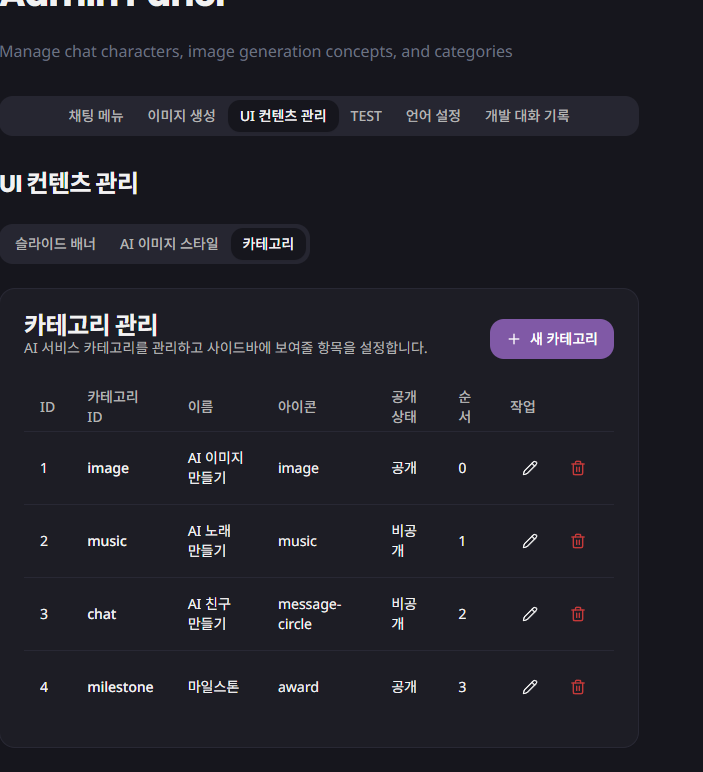 Admin Panel
Manage chat characters, image generation concepts, and categories
채팅 메뉴 이미지 생성 UI 컨텐츠 관리 TEST 언어 설정 개발 대화 기록
UI 컨텐츠 관리
슬라이드 배너 AI 이미지 스타일 카테고리
카테고리 관리
AI 서비스 카테고리를 관리하고 사이드바에 보여줄 항목을 설정합니다.
+ 새 카테고리
ID 카테고리 ID 이름 아이콘 공개 상태 순서 작업
1 image AI 이미지 만들기 image 공개 0
2 music AI 노래 만들기 music 비공개 1
3 chat AI 친구 만들기 message-circle 비공개 2
4 milestone 마일스톤 award 공개 3